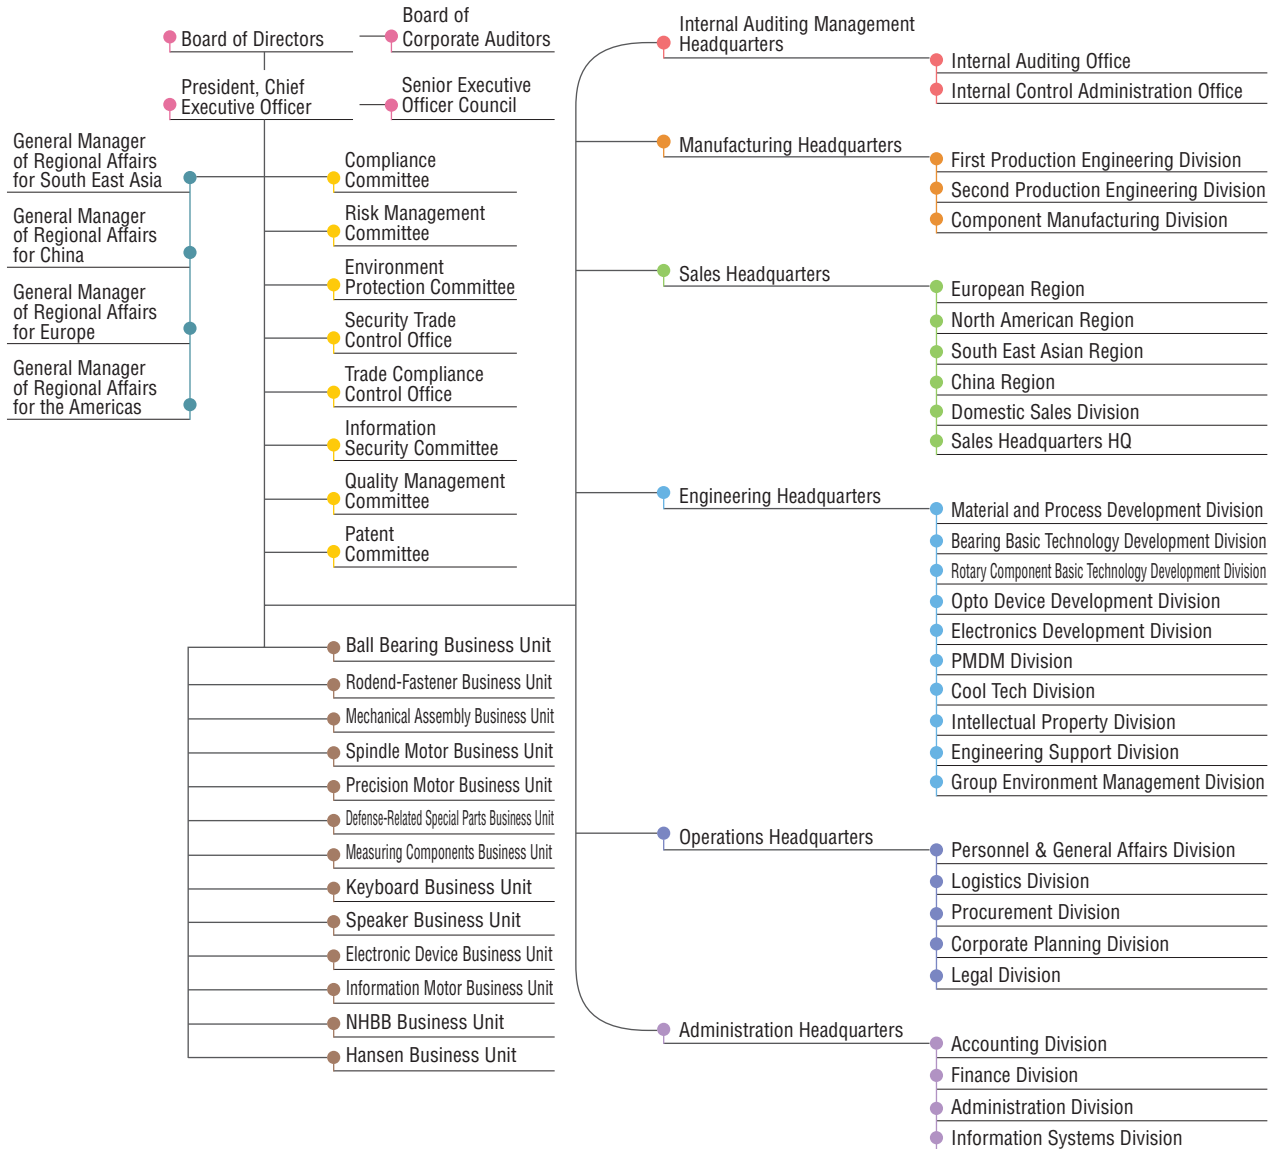 Board of Directors
Board of
Corporate Auditors
President, Chief
Executive Officer
Senior Executive
Officer Council
General Manager
of Regional Affairs
for South East Asia
General Manager
of Regional Affairs
for China
General Manager
of Regional Affairs
for Europe
General Manager
of Regional Affairs
for the Americas
Compliance
Committee
Risk Management
Committee
Environment
Protection Committee
Security Trade
Control Office
Trade Compliance
Control Office
Information
Security Committee
Quality Management
Committee
Patent
Committee
Ball Bearing Business Unit
Rodend-Fastener Business Unit
Mechanical Assembly Business Unit
Spindle Motor Business Unit
Precision Motor Business Unit
Defense-Related Special Parts Business Unit
Measuring Components Business Unit
Keyboard Business Unit
Speaker Business Unit
Electronic Device Business Unit
Information Motor Business Unit
NHBB Business Unit
Hansen Business Unit
Internal Auditing Management
Headquarters
Internal Auditing Office
Internal Control Administration Office
Manufacturing Headquarters
First Production Engineering Division
Second Production Engineering Division
Component Manufacturing Division
Sales Headquarters
European Region
North American Region
South East Asian Region
China Region
Domestic Sales Division
Sales Headquarters HQ
Engineering Headquarters
Material and Process Development Division
Bearing Basic Technology Development Division
Rotary Component Basic Technology Development Division
Opto Device Development Division
Electronics Development Division
PMDM Division
Cool Tech Division
Intellectual Property Division
Engineering Support Division
Group Environment Management Division
Operations Headquarters
Personnel & General Affairs Division
Logistics Division
Procurement Division
Corporate Planning Division
Legal Division
Administration Headquarters
Accounting Division
Finance Division
Administration Division
Information Systems Division